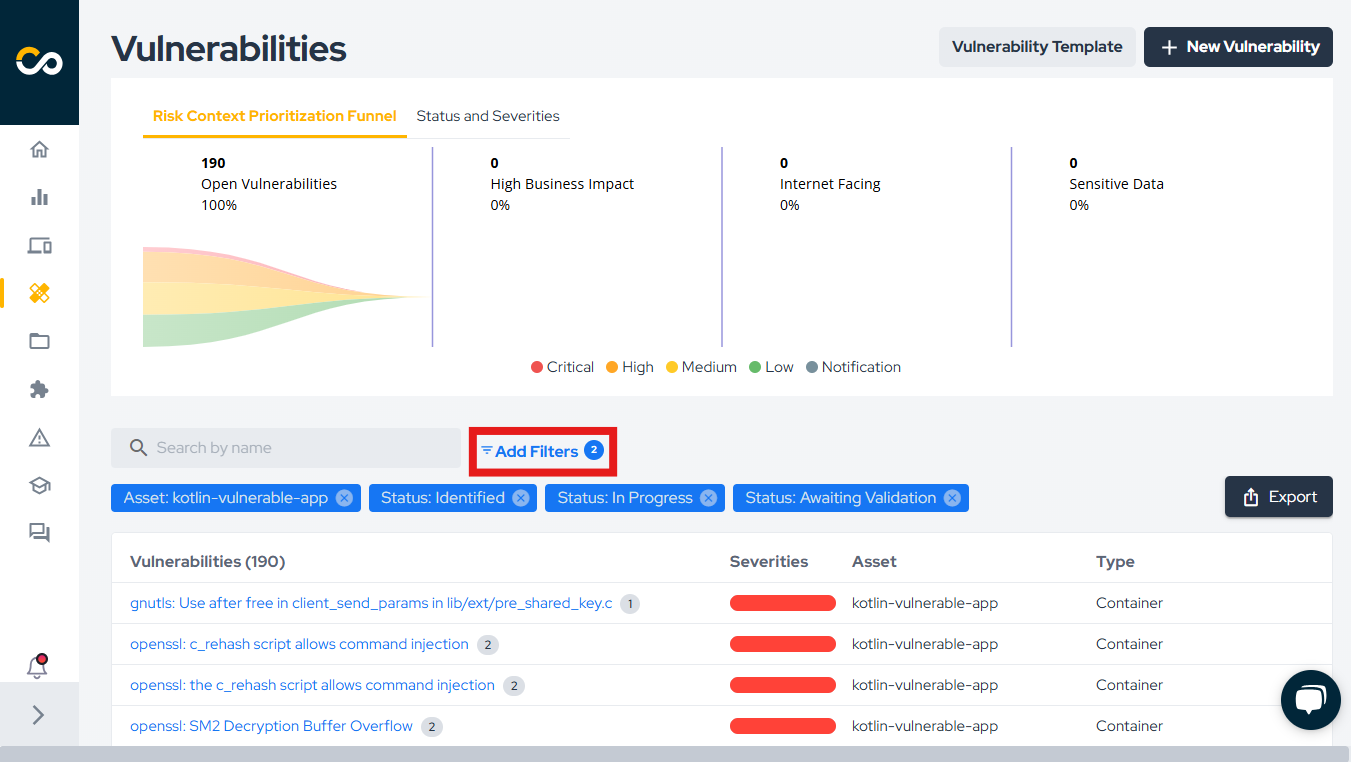 Vulnerabilities
Vulnerability Template
New Vulnerability
Risk Context Prioritization Funnel
Status and Severities
190
Open Vulnerabilities
100%
0
High Business Impact
0%
0
Internet Facing
0%
0
Sensitive Data
0%
Critical High Medium Low Notification
Search by name
Add Filters 2
Asset: kotlin-vulnerable-app
Status: Identified
Status: In Progress
Status: Awaiting Validation
Export
Vulnerabilities (190) Severities Asset Type
gnutls: Use after free in client_send_params in lib/ext/pre_shared_key.c 1 kotlin-vulnerable-app Container
openssl: c_rehash script allows command injection 2 kotlin-vulnerable-app Container
openssl: the c_rehash script allows command injection 2 kotlin-vulnerable-app Container
openssl: SM2 Decryption Buffer Overflow 2 kotlin-vulnerable-app Container